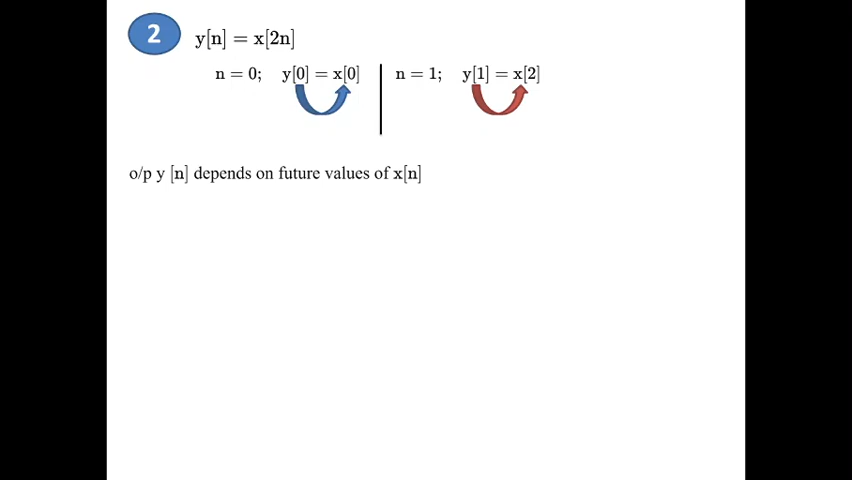 2 y[n] = x[2n]
n = 0; y[0] = x[0] n = 1; y[1] = x[2]
o/p y [n] depends on future values of x[n]